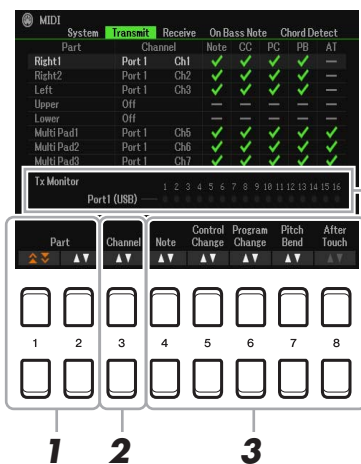 MIDI
System Transmit Receive On Bass Note Chord Detect
Part Channel Note CC PC PB AT
Right1 Port 1 Ch1 ✓ ✓ ✓ ✓ —
Right2 Port 1 Ch2 ✓ ✓ ✓ ✓ —
Left Port 1 Ch3 ✓ ✓ ✓ ✓ —
Upper Off — — — — —
Lower Off — — — — —
Multi Pad1 Port 1 Ch5 ✓ ✓ ✓ ✓ ✓
Multi Pad2 Port 1 Ch6 ✓ ✓ ✓ ✓ ✓
Multi Pad3 Port 1 Ch7 ✓ ✓ ✓ ✓ ✓
Tx Monitor
1 2 3 4 5 6 7 8 9 10 11 12 13 14 15 16
Port1 (USB)
Part Channel Note Control Change Program Change Pitch Bend After Touch
1 2 3 4 5 6 7 8
1 2 3